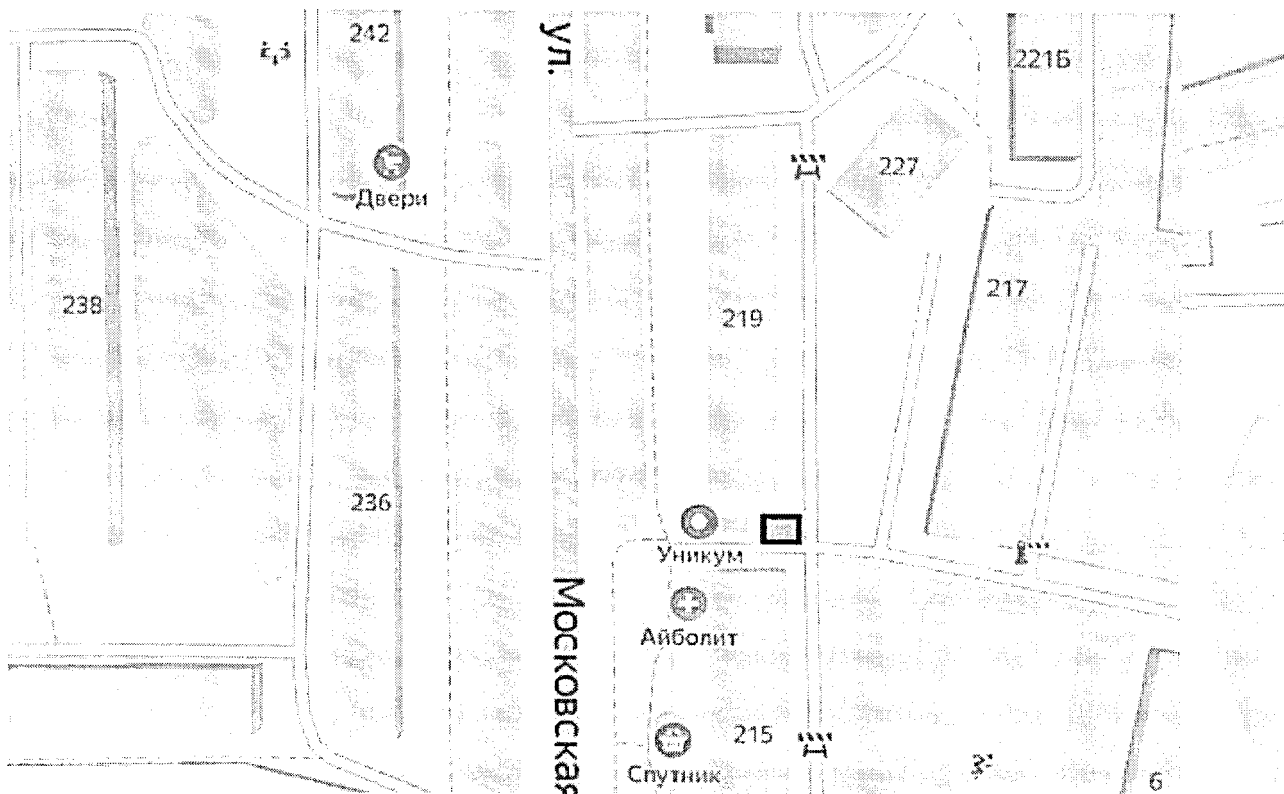 242
ул.
221Б
227
Двери
238
219
217
236
Уникум
Московская
Айболит
215
Спутник
6